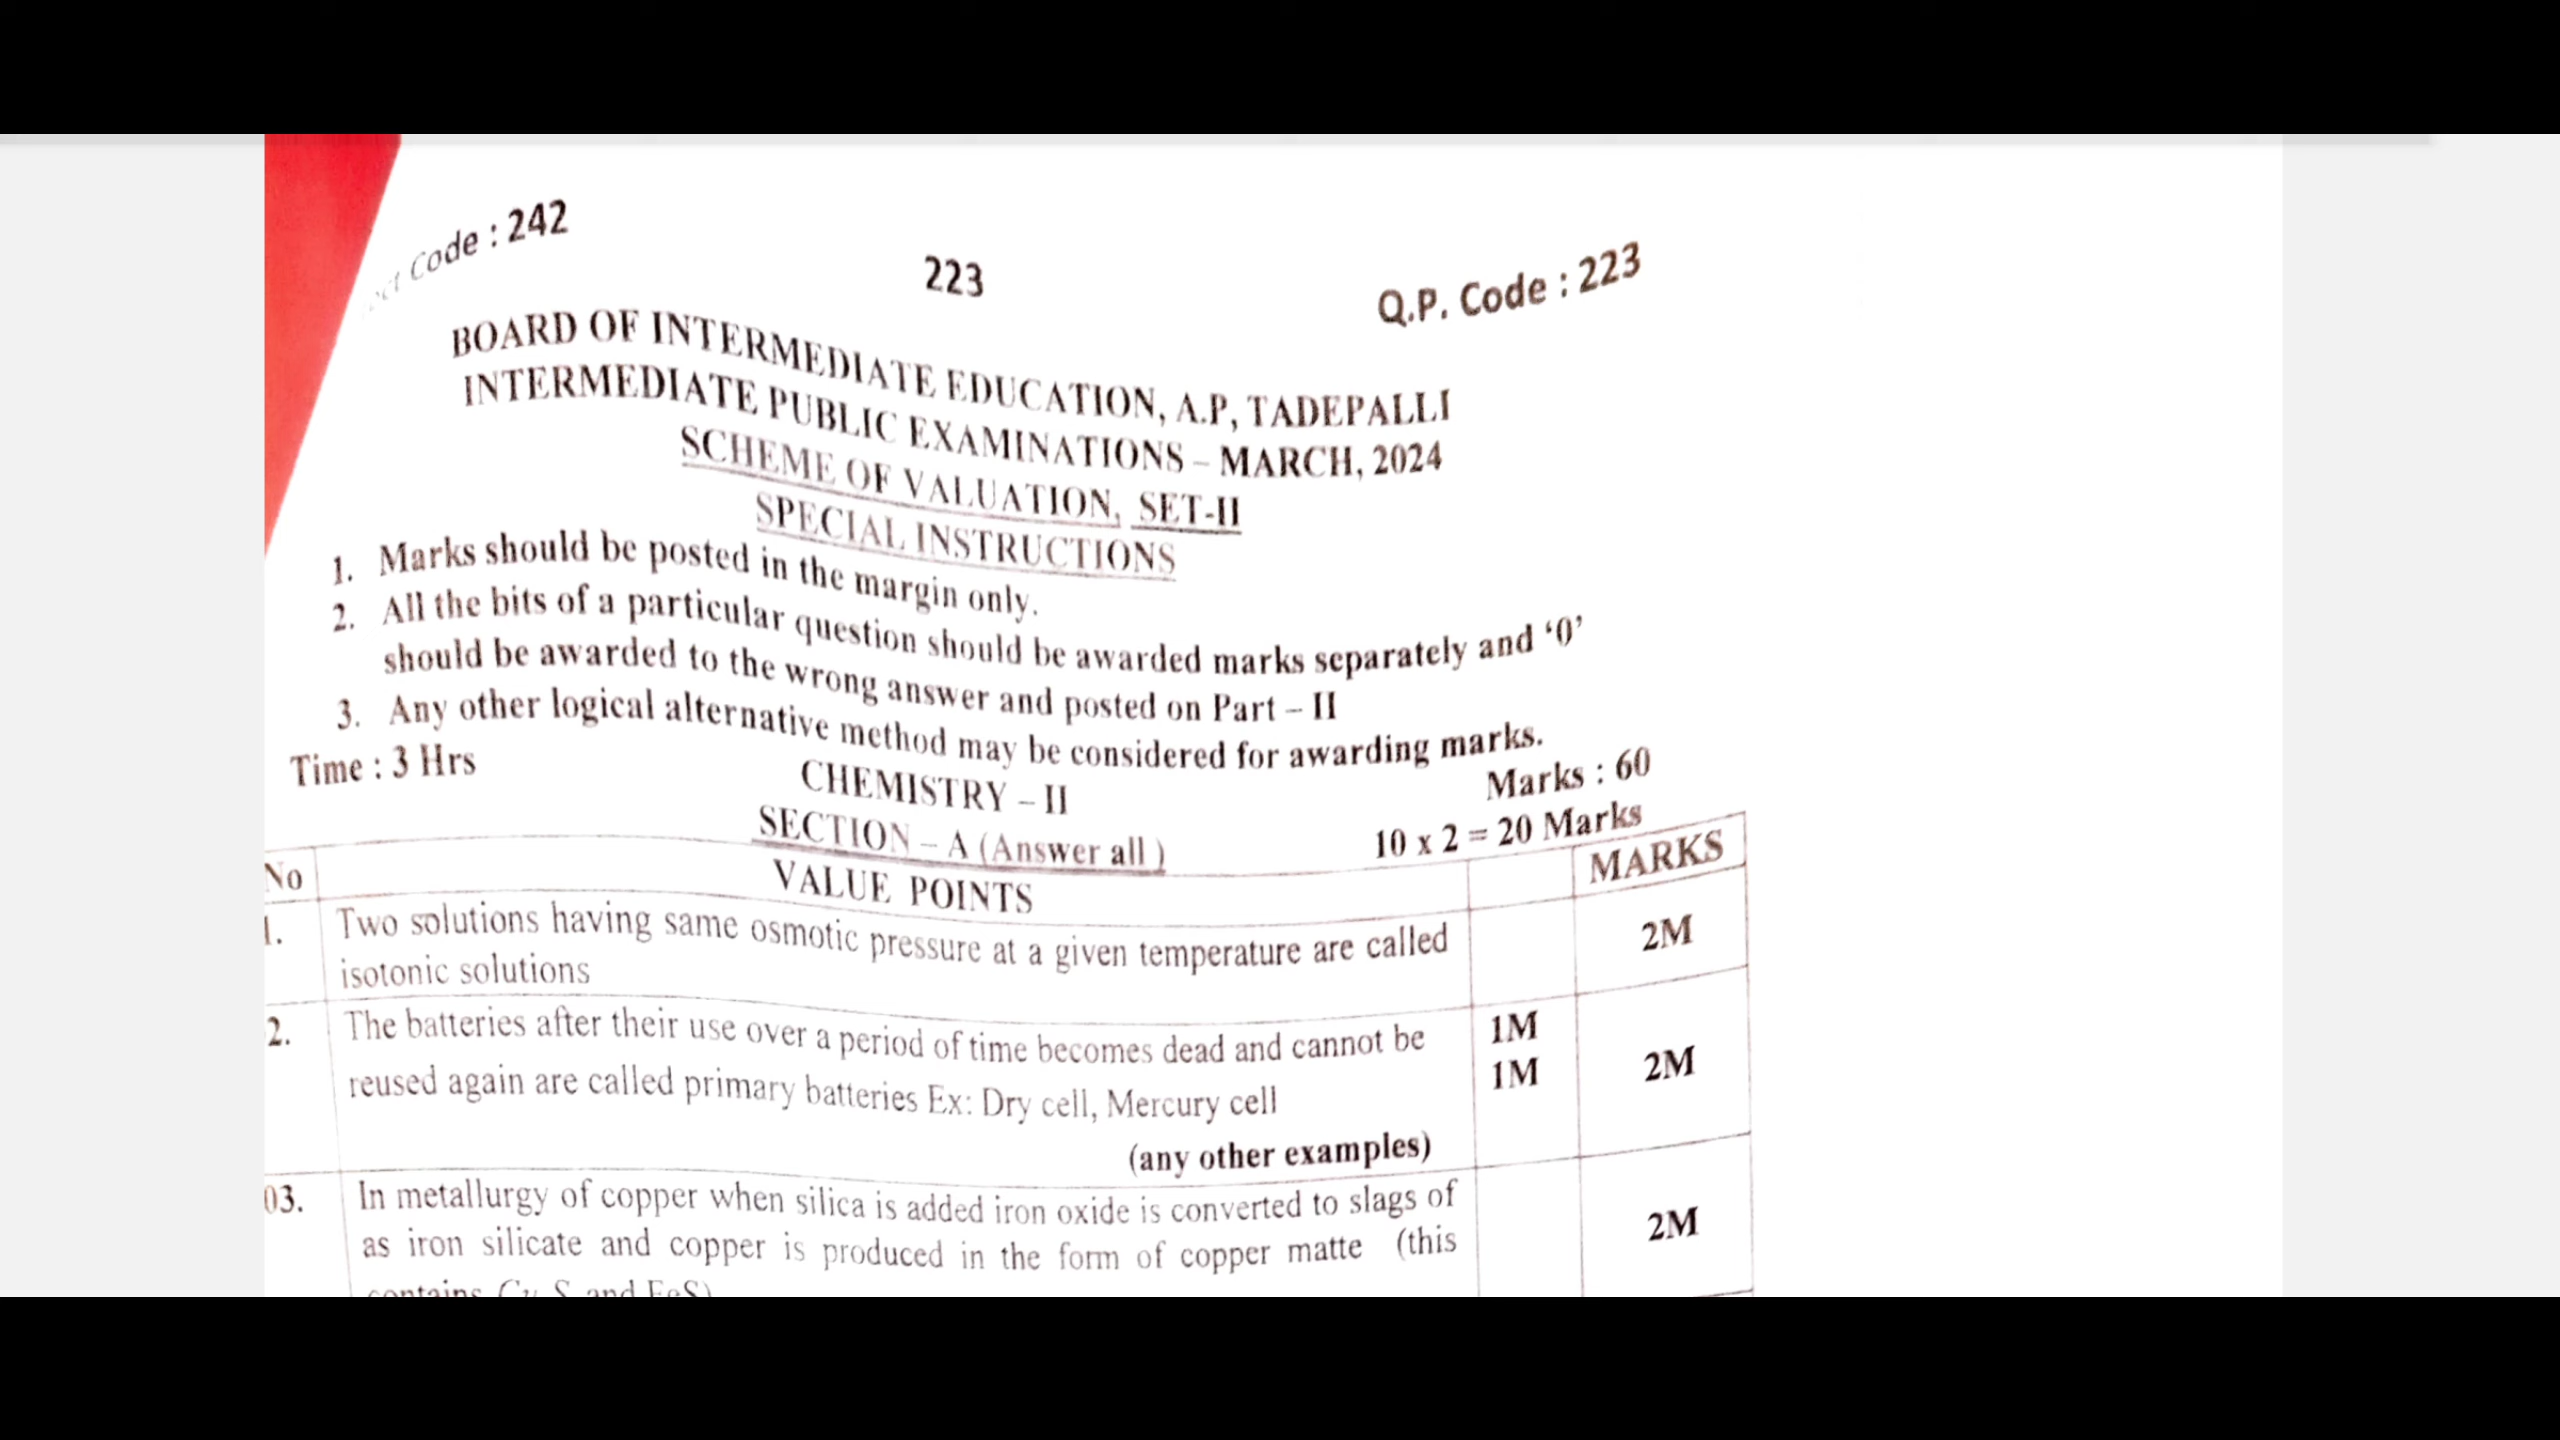 Code : 242
223
Q.P. Code : 223
BOARD OF INTERMEDIATE EDUCATION, A.P, TADEPALLI
INTERMEDIATE PUBLIC EXAMINATIONS – MARCH, 2024
SCHEME OF VALUATION, SET-II
SPECIAL INSTRUCTIONS
1. Marks should be posted in the margin only.
2. All the bits of a particular question should be awarded marks separately and ‘0’
should be awarded to the wrong answer and posted on Part – II
3. Any other logical alternative method may be considered for awarding marks.
Time : 3 Hrs
CHEMISTRY – II
Marks : 60
SECTION – A (Answer all )
10 x 2 = 20 Marks
No
VALUE POINTS
MARKS
1. Two solutions having same osmotic pressure at a given temperature are called
isotonic solutions
2M
2. The batteries after their use over a period of time becomes dead and cannot be
reused again are called primary batteries Ex: Dry cell, Mercury cell
(any other examples)
1M
1M
2M
03. In metallurgy of copper when silica is added iron oxide is converted to slags of
as iron silicate and copper is produced in the form of copper matte (this
2M
contains and FeS)